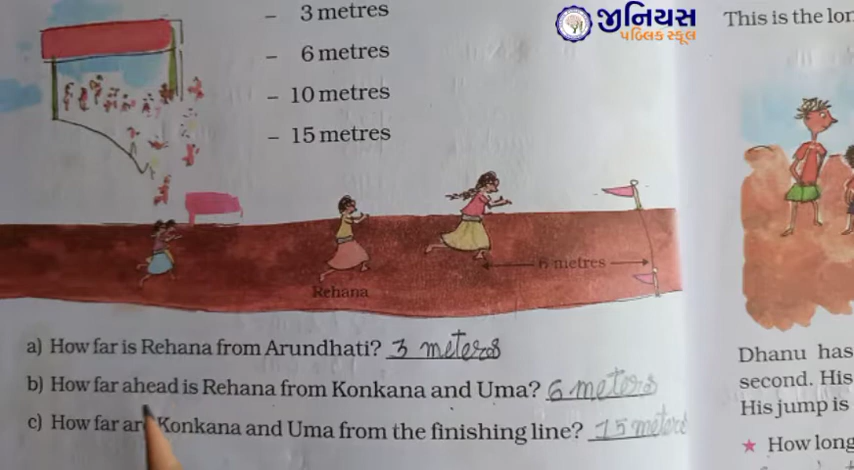 – 3 metres
– 6 metres
– 10 metres
– 15 metres
જીનિયસ
પબ્લિક સ્કૂલ
This is the lon
6 metres
Rehana
a) How far is Rehana from Arundhati? 3 meters
b) How far ahead is Rehana from Konkana and Uma? 6 meters
c) How far are Konkana and Uma from the finishing line? 15 meters
Dhanu has
second. His
His jump is
★ How long